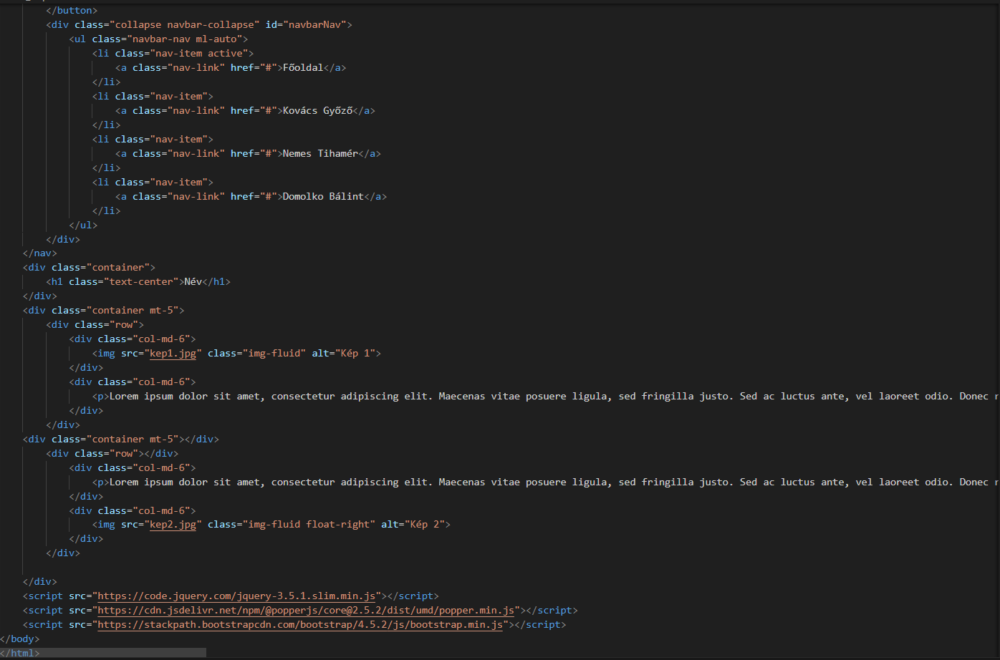 </button>
<div class="collapse navbar-collapse" id="navbarNav">
<ul class="navbar-nav ml-auto">
<li class="nav-item active">
<a class="nav-link" href="#">Főoldal</a>
</li>
<li class="nav-item">
<a class="nav-link" href="#">Kovács Győző</a>
</li>
<li class="nav-item">
<a class="nav-link" href="#">Nemes Tihamér</a>
</li>
<li class="nav-item">
<a class="nav-link" href="#">Domolko Bálint</a>
</li>
</ul>
</div>
</nav>
<div class="container">
<h1 class="text-center">Név</h1>
</div>
<div class="container mt-5">
<div class="row">
<div class="col-md-6">
<img src="kep1.jpg" class="img-fluid" alt="Kép 1">
</div>
<div class="col-md-6">
<p>Lorem ipsum dolor sit amet, consectetur adipiscing elit. Maecenas vitae posuere ligula, sed fringilla justo. Sed ac luctus ante, vel laoreet odio. Donec
</div>
</div>
<div class="container mt-5"></div>
<div class="row"></div>
<div class="col-md-6">
<p>Lorem ipsum dolor sit amet, consectetur adipiscing elit. Maecenas vitae posuere ligula, sed fringilla justo. Sed ac luctus ante, vel laoreet odio. Donec
</div>
<div class="col-md-6">
<img src="kep2.jpg" class="img-fluid float-right" alt="Kép 2">
</div>
</div>
</div>
<script src="https://code.jquery.com/jquery-3.5.1.slim.min.js"></script>
<script src="https://cdn.jsdelivr.net/npm/@popperjs/core@2.5.2/dist/umd/popper.min.js"></script>
<script src="https://stackpath.bootstrapcdn.com/bootstrap/4.5.2/js/bootstrap.min.js"></script>
</body>
</html>